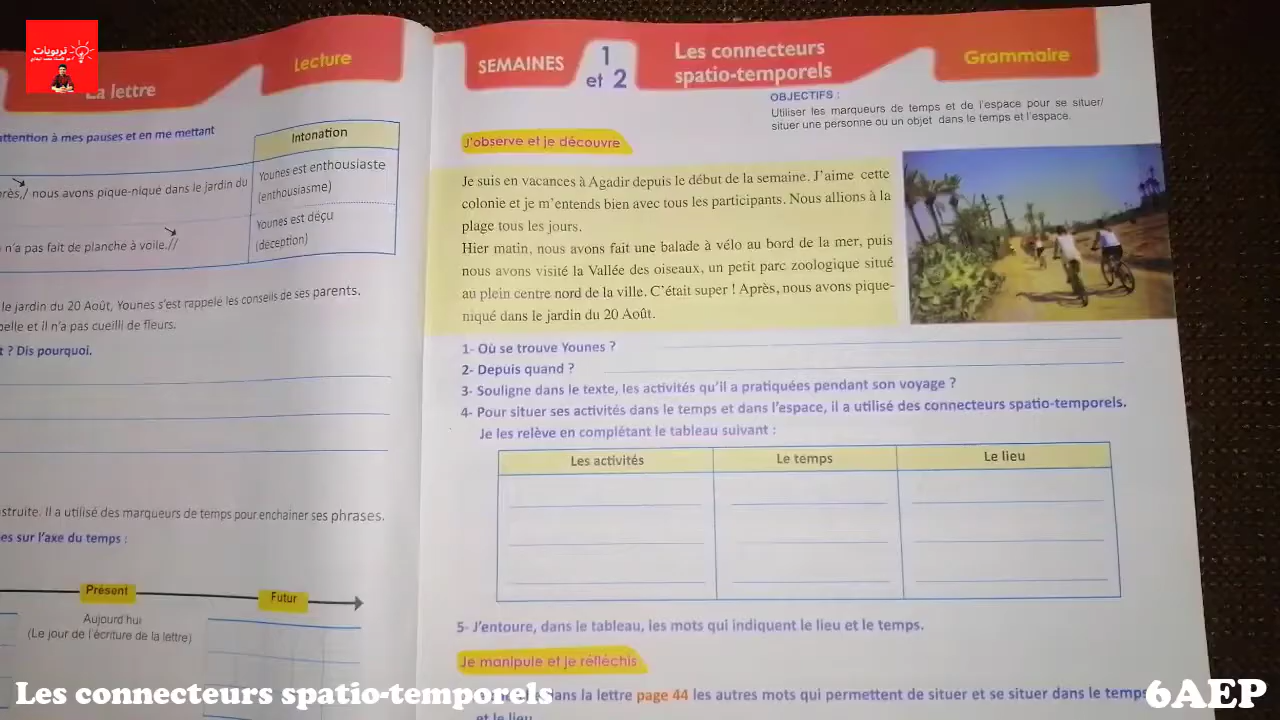 تربويات
La lettre
Lecture
attention à mes pauses et en me mettant
Intonation
/ nous avons pique-niqué dans le jardin du
Younes est enthousiaste
(enthousiasme)
n'a pas fait de planche à voile.//
Younes est déçu
(déception)
le jardin du 20 Août, Younes s'est rappelé les conseils de ses parents.
et il n'a pas cueilli de fleurs.
? Dis pourquoi.
Il a utilisé des marqueurs de temps pour enchainer ses phrases.
sur l'axe du temps :
Présent
Futur
Aujourd'hui
(Le jour de l'écriture de la lettre)
SEMAINES
1
et 2
Les connecteurs
spatio-temporels
Grammaire
OBJECTIFS :
Utiliser les marqueurs de temps et de l'espace pour se situer/
situer une personne ou un objet dans le temps et l'espace.
J'observe et je découvre
Je suis en vacances à Agadir depuis le début de la semaine. J'aime cette
colonie et je m'entends bien avec tous les participants. Nous allions à la
plage tous les jours.
Hier matin, nous avons fait une balade à vélo au bord de la mer, puis
nous avons visité la Vallée des oiseaux, un petit parc zoologique situé
au plein centre nord de la ville. C'était super ! Après, nous avons pique-
niqué dans le jardin du 20 Août.
1- Où se trouve Younes ?
2- Depuis quand ?
3- Souligne dans le texte, les activités qu'il a pratiquées pendant son voyage ?
4- Pour situer ses activités dans le temps et dans l'espace, il a utilisé des connecteurs spatio-temporels.
Je les relève en complétant le tableau suivant :
Les activités
Le temps
Le lieu
5- J'entoure, dans le tableau, les mots qui indiquent le lieu et le temps.
Je manipule et je réfléchis
dans la lettre page 44 les autres mots qui permettent de situer et se situer dans le temps
et le lieu
Les connecteurs spatio-temporels
6AEP